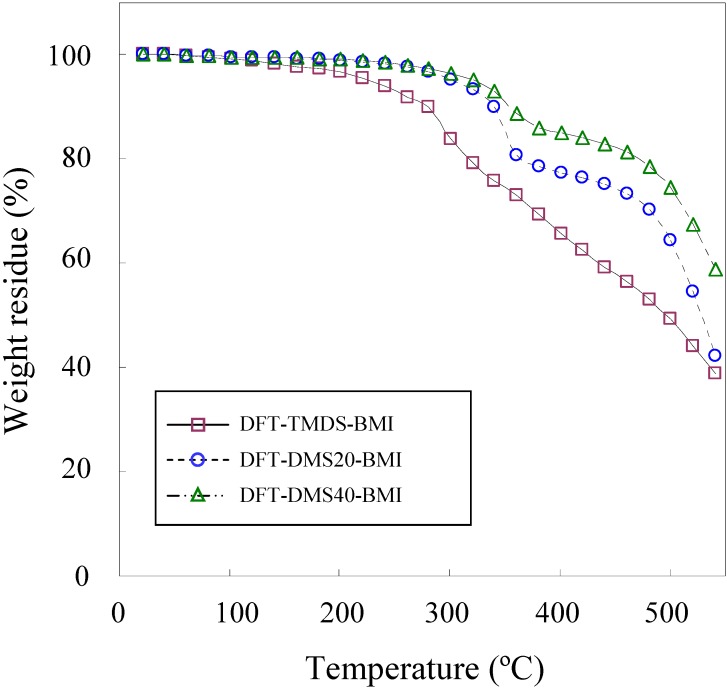 Weight residue (%)
100
80
60
40
20
0
DFT-TMDS-BMI
DFT-DMS20-BMI
DFT-DMS40-BMI
0 100 200 300 400 500
Temperature (ºC)